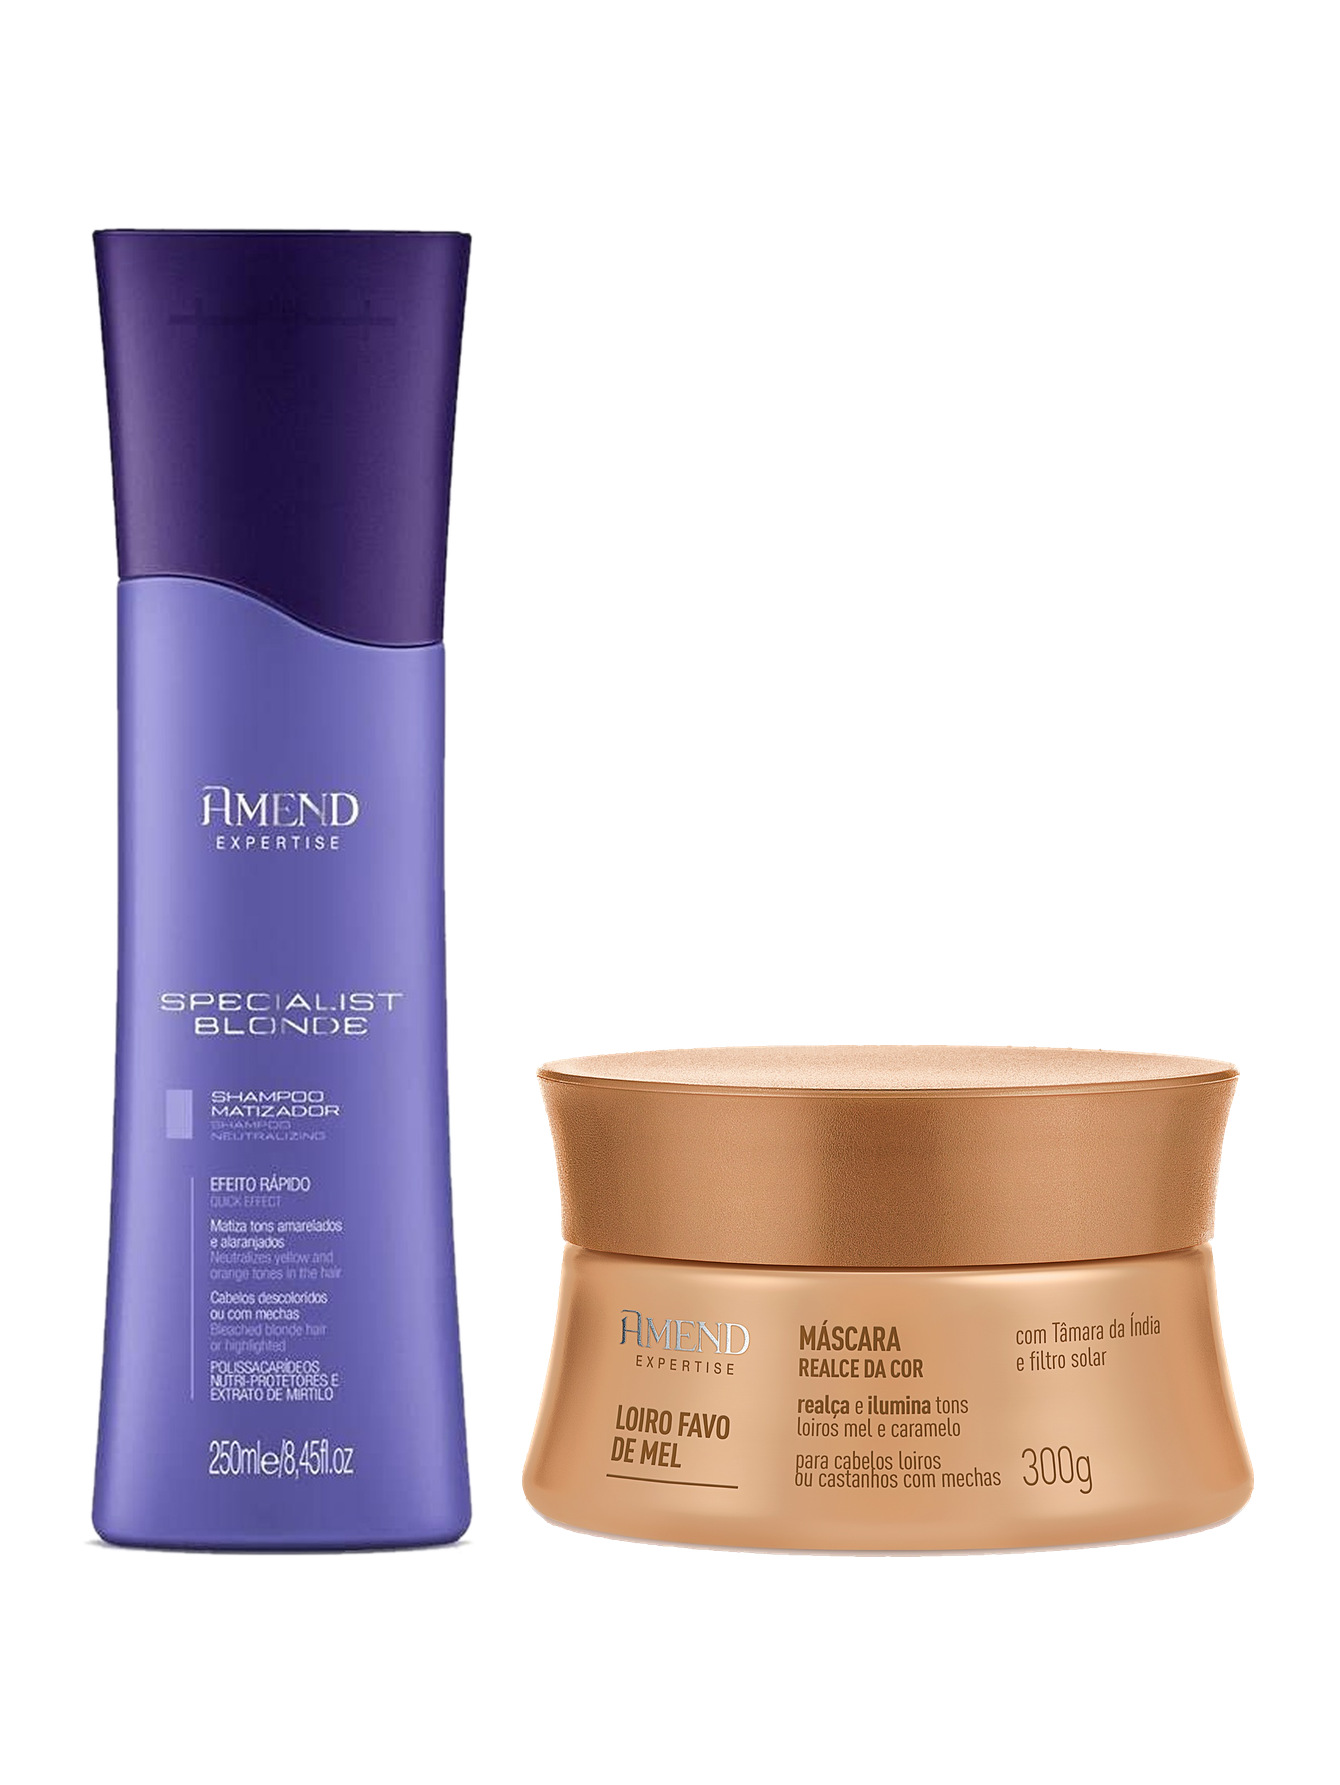 AMEND
EXPERTISE
SPECIALIST
BLONDE
SHAMPOO
MATIZADOR
SHAMPOO
NEUTRALIZING
EFEITO RÁPIDO
QUICK EFFECT
Matiza tons amarelados
e alaranjados
Neutralizes yellow and
orange tones in the hair
Cabelos descoloridos
ou com mechas
Bleached blonde hair
or highlighted
POLISSACARÍDEOS
NUTRI-PROTETORES E
EXTRATO DE MIRTILO
250mle/8,45fl.oz
AMEND
EXPERTISE
LOIRO FAVO
DE MEL
MÁSCARA
REALCE DA COR
realça e ilumina tons
loiros mel e caramelo
para cabelos loiros
ou castanhos com mechas
com Tâmara da Índia
e filtro solar
300g